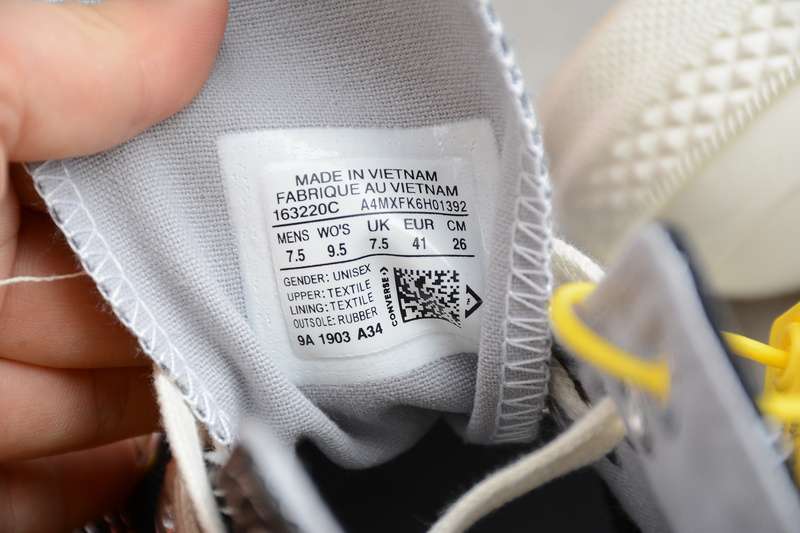 MADE IN VIETNAM
FABRIQUE AU VIETNAM
163220C A4MXFK6H01392
MENS WO'S UK EUR CM
7.5 9.5 7.5 41 26
GENDER: UNISEX
UPPER: TEXTILE
LINING: TEXTILE
OUTSOLE: RUBBER
9A 1903 A34
CONVERSE